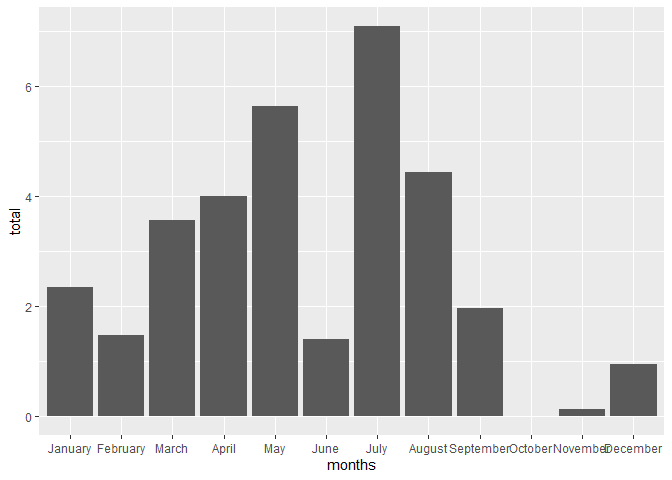 total
6
4
2
0
January February March April May June July August September October November December
months